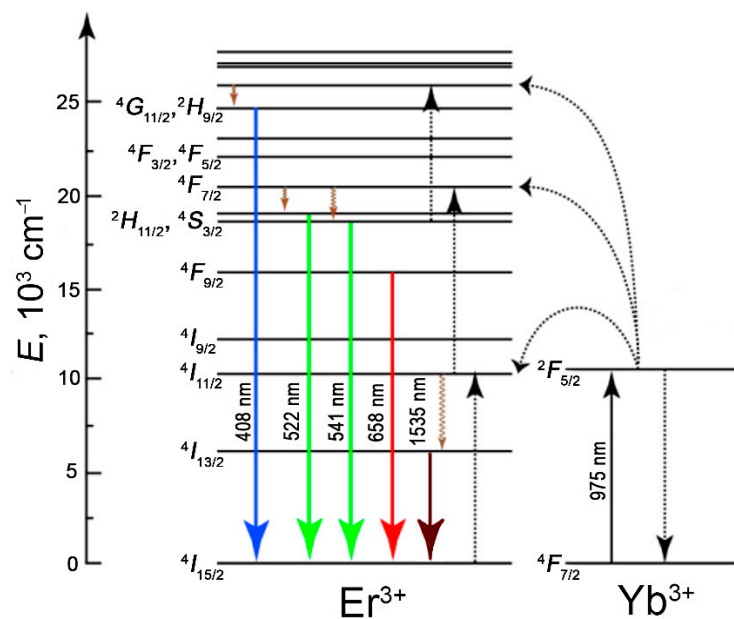 E, 10³ cm⁻¹
25
20
15
10
5
0
⁴G₁₁/₂, ²H₉/₂
⁴F₃/₂, ⁴F₅/₂
⁴F₇/₂
²H₁₁/₂, ⁴S₃/₂
⁴F₉/₂
⁴I₉/₂
⁴I₁₁/₂
⁴I₁₃/₂
⁴I₁₅/₂
408 nm
522 nm
541 nm
658 nm
1535 nm
Er³⁺
²F₅/₂
975 nm
⁴F₇/₂
Yb³⁺